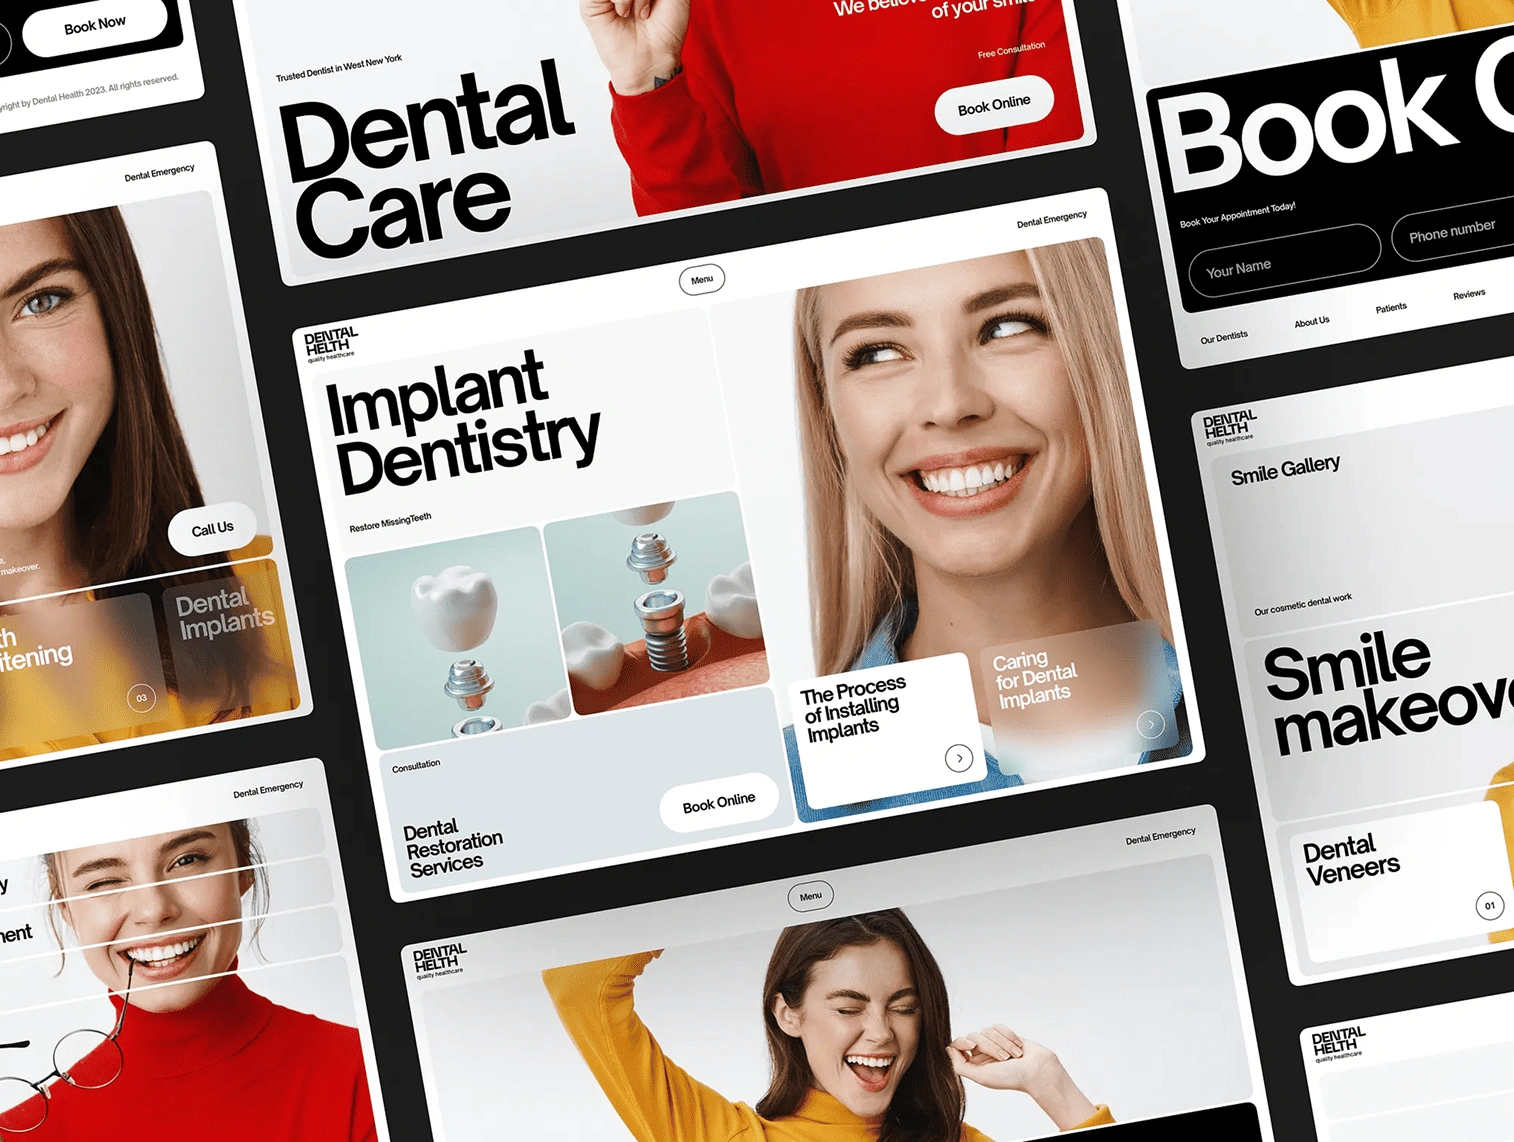 Book Now
yright by Dental Health 2023. All rights reserved.
Trusted Dentist in West New York
Dental
Care
of your smile
Free Consultation
Book Online
Book
Book Your Appointment Today!
Your Name
Phone number
Our Dentists
About Us
Patients
Reviews
Dental Emergency
Call Us
makeover.
th
itening
03
Dental
Implants
Dental Emergency
Menu
DENTAL
HELTH
quality healthcare
Implant
Dentistry
Restore MissingTeeth
Consultation
Dental
Restoration
Services
Book Online
The Process
of Installing
Implants
Caring
for Dental
Implants
DENTAL
HELTH
quality healthcare
Smile Gallery
Our cosmetic dental work
Smile
makeov
Dental
Veneers
01
Dental Emergency
y
nent
Dental Emergency
Menu
DENTAL
HELTH
quality healthcare
DENTAL
HELTH
quality healthcare